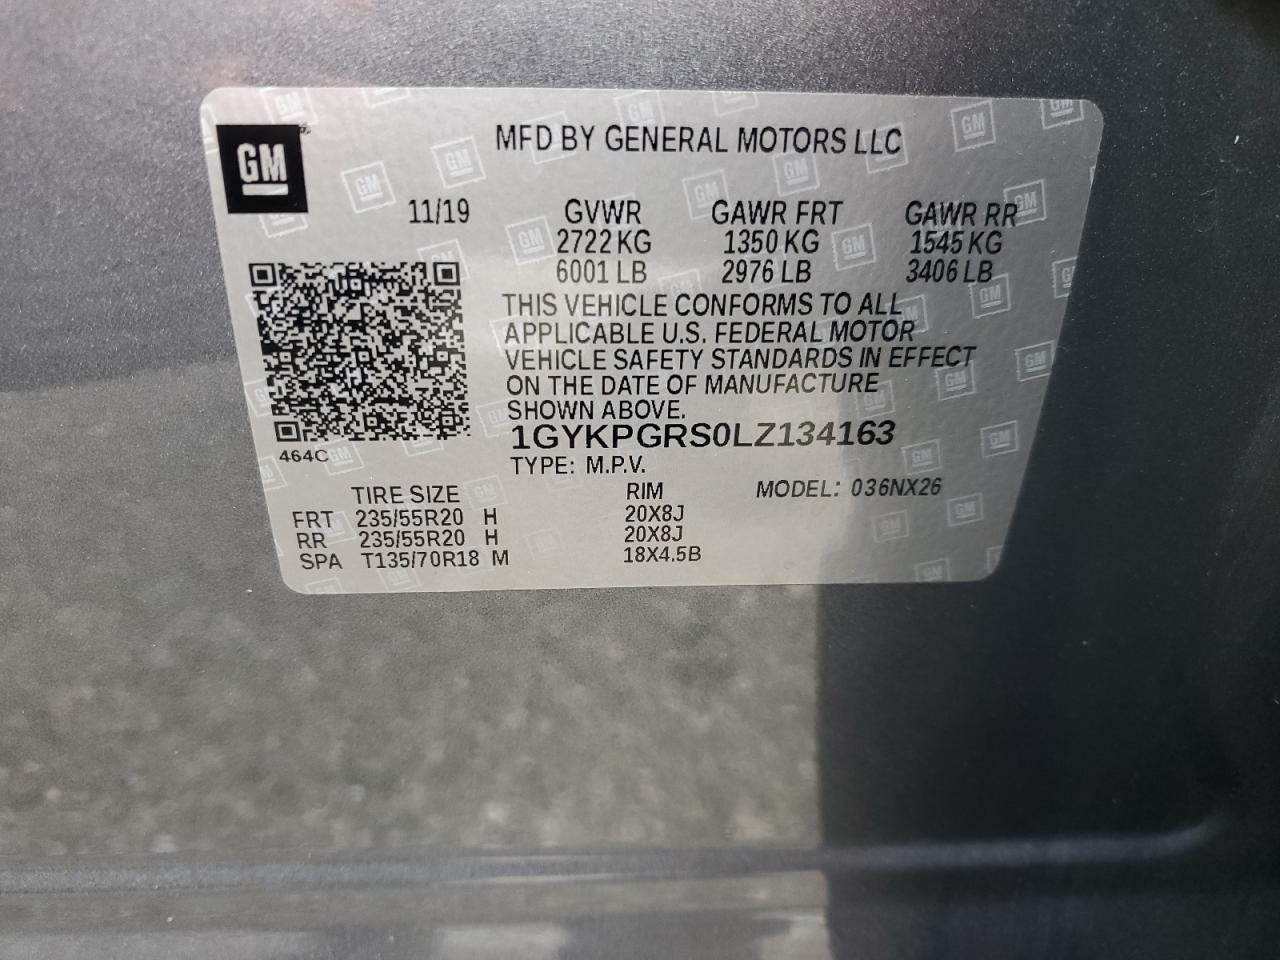 MFD BY GENERAL MOTORS LLC
GM
11/19 GVWR GAWR FRT GAWR RR
2722 KG 1350 KG 1545 KG
6001 LB 2976 LB 3406 LB
THIS VEHICLE CONFORMS TO ALL
APPLICABLE U.S. FEDERAL MOTOR
VEHICLE SAFETY STANDARDS IN EFFECT
ON THE DATE OF MANUFACTURE
SHOWN ABOVE.
1GYKPGRS0LZ134163
464C
TYPE: M.P.V.
TIRE SIZE RIM MODEL: 036NX26
FRT 235/55R20 H 20X8J
RR 235/55R20 H 20X8J
SPA T135/70R18 M 18X4.5B